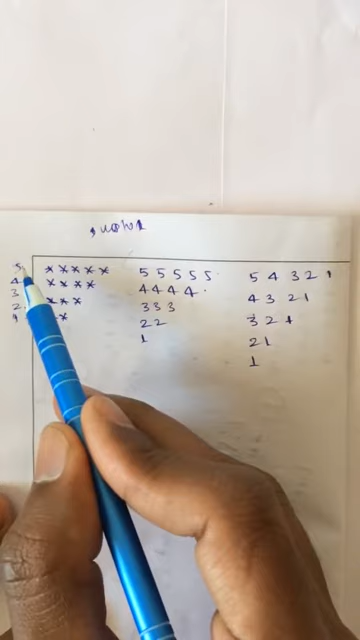 5 * * * * * 5 5 5 5 5 5 4 3 2 1
4 * * * * 4 4 4 4 4 3 2 1
3 * * * 3 3 3 3 2 1
2 * 2 2 2 1
1 1 1